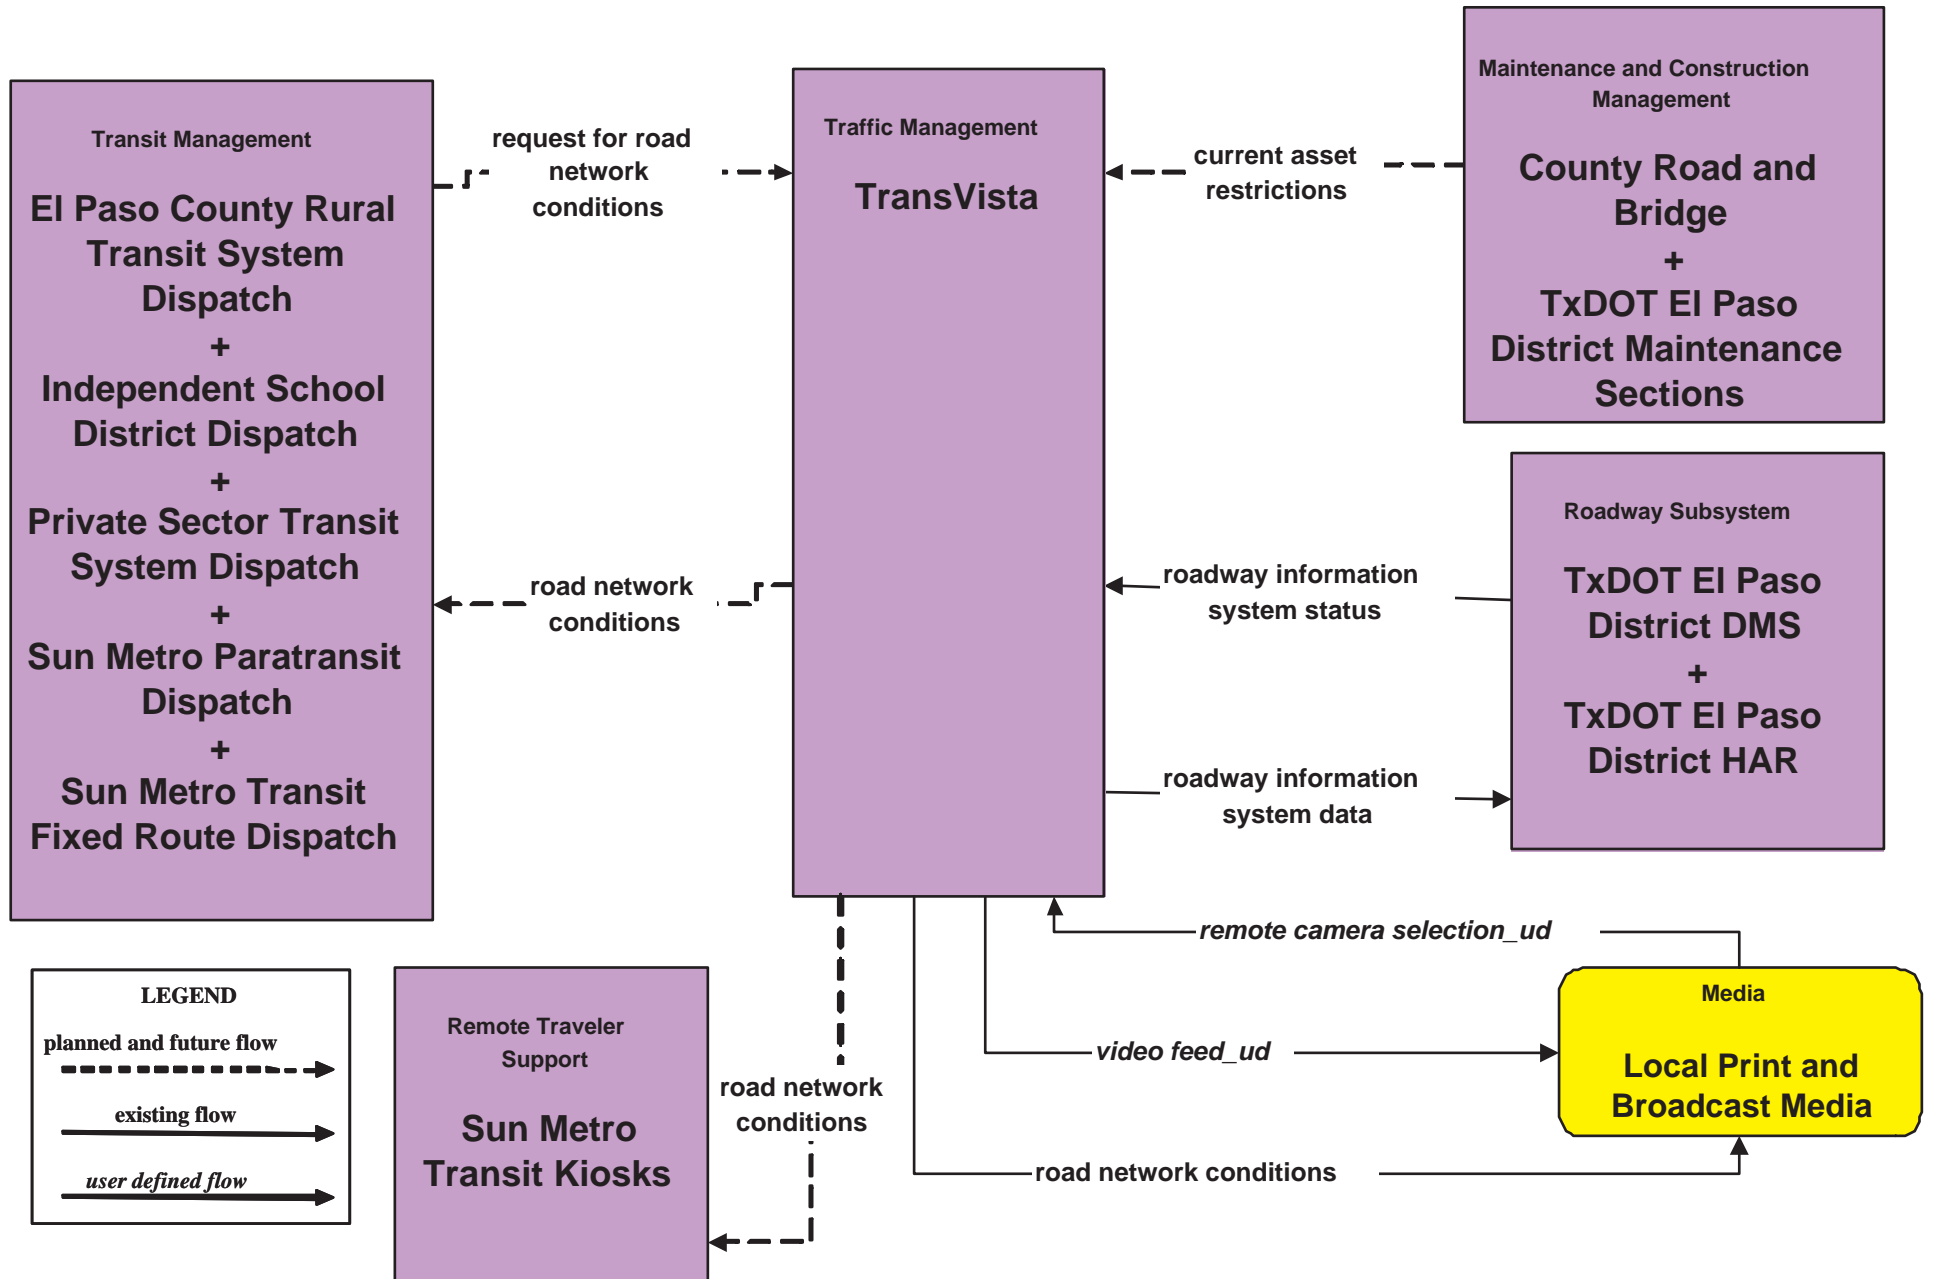 Transit Management
El Paso County Rural
Transit System
Dispatch
+
Independent School
District Dispatch
+
Private Sector Transit
System Dispatch
+
Sun Metro Paratransit
Dispatch
+
Sun Metro Transit
Fixed Route Dispatch
request for road
network
conditions
road network
conditions
Traffic Management
TransVista
current asset
restrictions
Maintenance and Construction
Management
County Road and
Bridge
+
TxDOT El Paso
District Maintenance
Sections
roadway information
system status
roadway information
system data
Roadway Subsystem
TxDOT El Paso
District DMS
+
TxDOT El Paso
District HAR
remote camera selection_ud
video feed_ud
road network conditions
Media
Local Print and
Broadcast Media
road network
conditions
Remote Traveler
Support
Sun Metro
Transit Kiosks
LEGEND
planned and future flow
existing flow
user defined flow